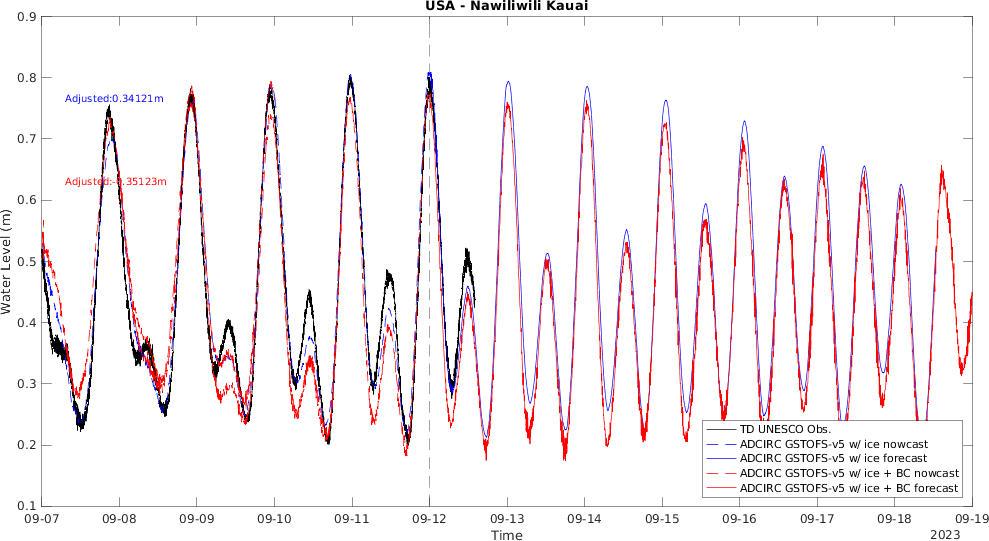 USA - Nawiliwili Kauai
0.9
0.8
Adjusted:0.34121m
0.7
Adjusted:-0.35123m
0.6
0.5
0.4
0.3
0.2
0.1
Water Level (m)
TD UNESCO Obs.
ADCIRC GSTOFS-v5 w/ ice nowcast
ADCIRC GSTOFS-v5 w/ ice forecast
ADCIRC GSTOFS-v5 w/ ice + BC nowcast
ADCIRC GSTOFS-v5 w/ ice + BC forecast
09-07 09-08 09-09 09-10 09-11 09-12 09-13 09-14 09-15 09-16 09-17 09-18 09-19
Time
2023